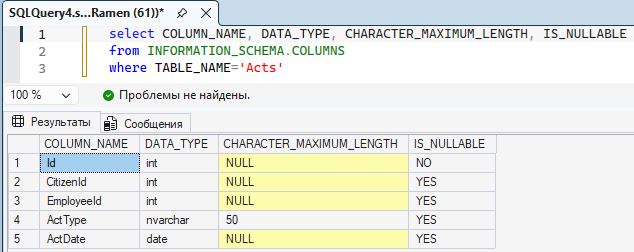 SQLQuery4.s...Ramen (61))*
1 select COLUMN_NAME, DATA_TYPE, CHARACTER_MAXIMUM_LENGTH, IS_NULLABLE
2 from INFORMATION_SCHEMA.COLUMNS
3 where TABLE_NAME='Acts'
100 % Проблемы не найдены.
Результаты Сообщения
COLUMN_NAME DATA_TYPE CHARACTER_MAXIMUM_LENGTH IS_NULLABLE
1 Id int NULL NO
2 CitizenId int NULL YES
3 EmployeeId int NULL YES
4 ActType nvarchar 50 YES
5 ActDate date NULL YES